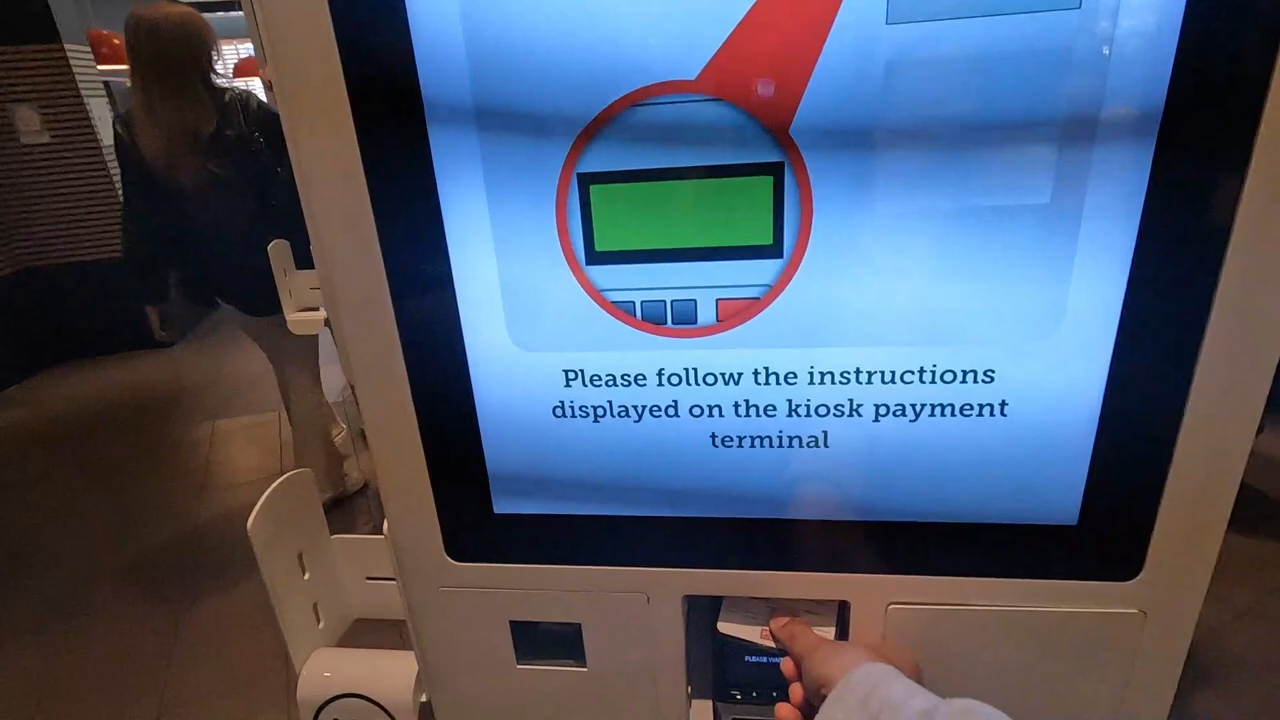 Please follow the instructions
displayed on the kiosk payment
terminal
PLEASE WAIT